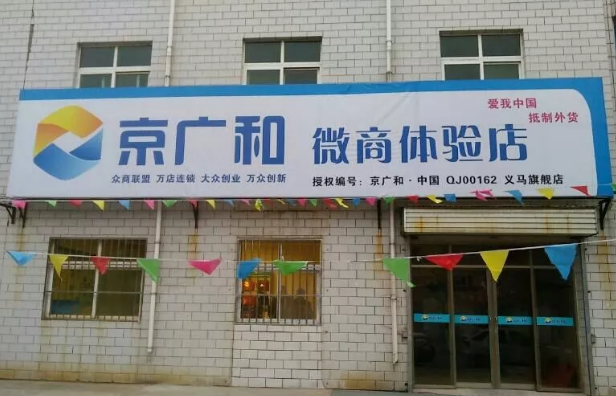 京广和
微商体验店
爱我中国
抵制外货
众商联盟 万店连锁 大众创业 万众创新
授权编号：京广和·中国 QJ00162 义马旗舰店